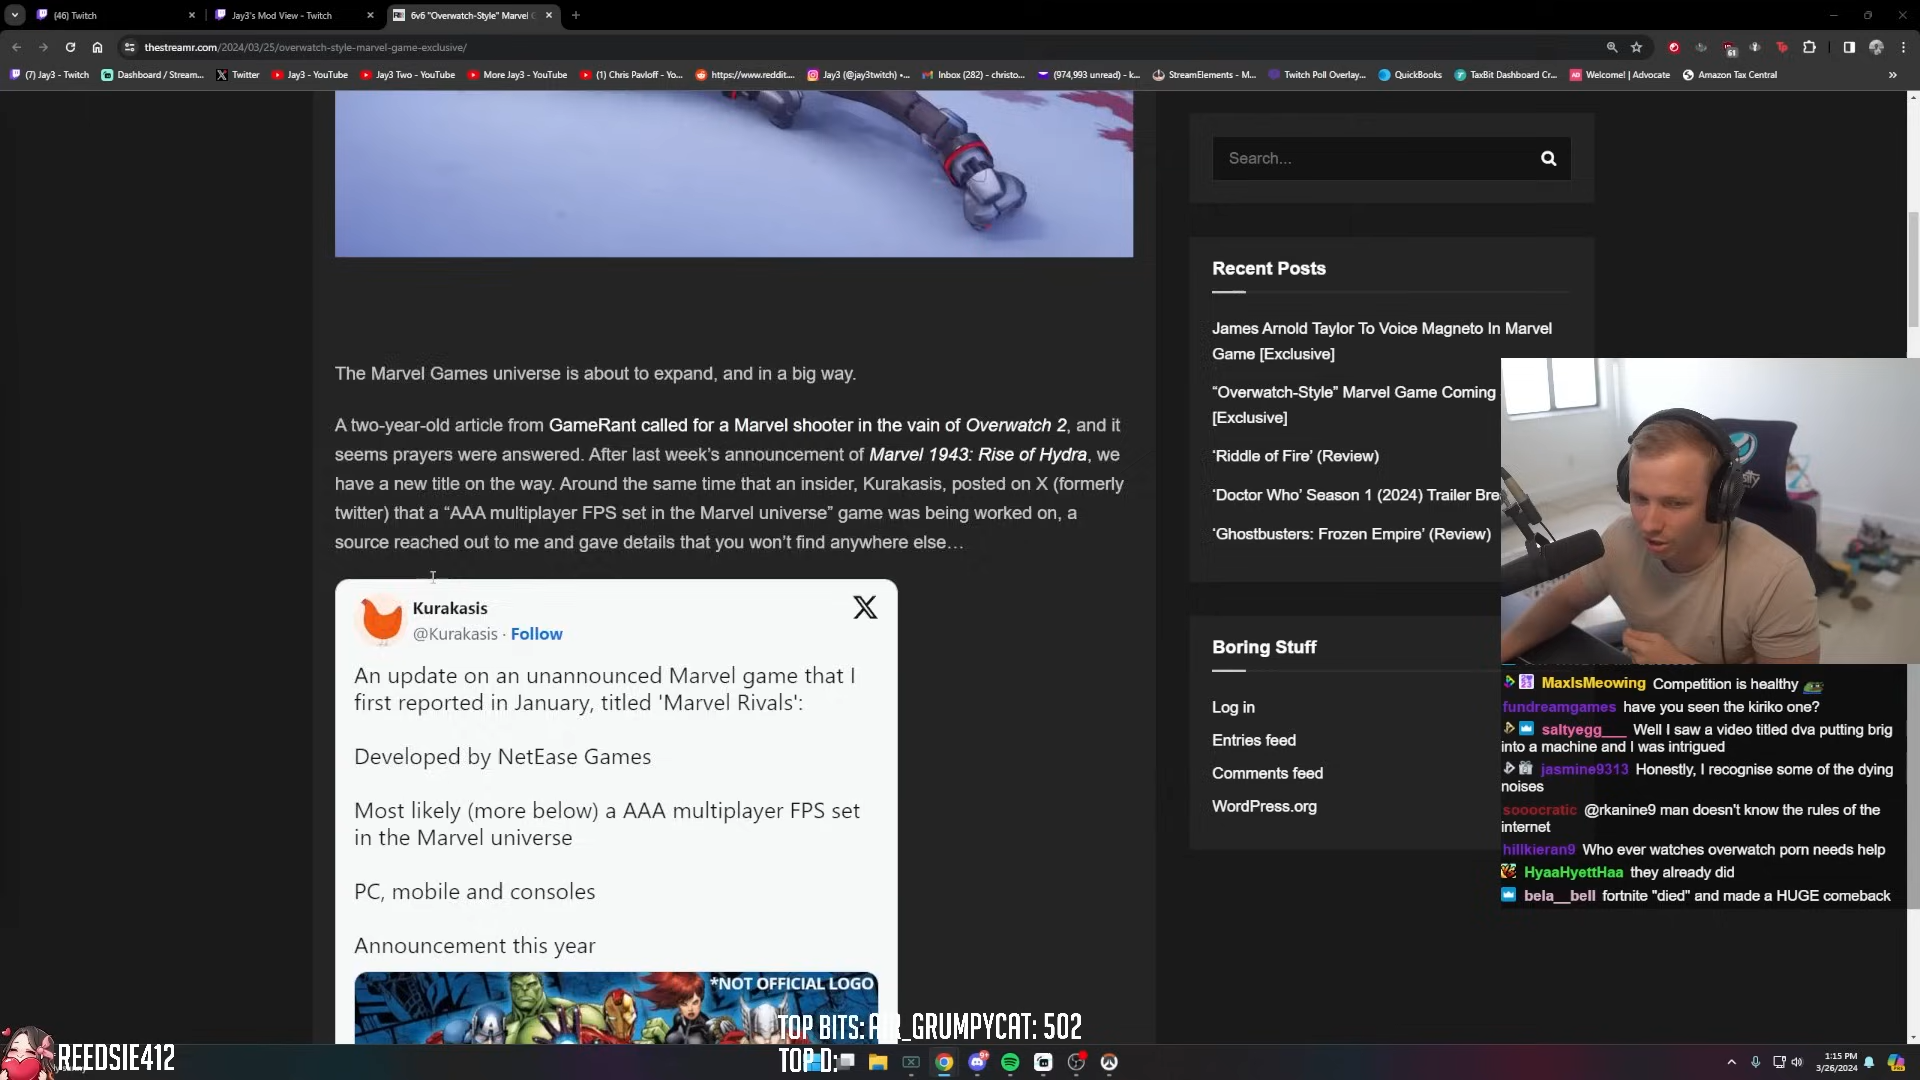 (46) Twitch
Jay3's Mod View - Twitch
6v6 "Overwatch-Style" Marvel
thestreamr.com/2024/03/25/overwatch-style-marvel-game-exclusive/
(7) Jay3 - Twitch
Dashboard / Stream...
Twitter
Jay3 - YouTube
Jay Two - YouTube
More Jay3 - YouTube
(1) Chris Pavloff - Yo...
https://www.reddit....
Jay3 (@jay3twitch) •...
Inbox (282) - christo...
(974,993 unread) - k...
StreamElements - M...
Twitch Poll Overlay...
QuickBooks
TaxBit Dashboard Cr...
Welcome! | Advocate
Amazon Tax Central
The Marvel Games universe is about to expand, and in a big way.
A two-year-old article from GameRant called for a Marvel shooter in the vain of Overwatch 2, and it
seems prayers were answered. After last week's announcement of Marvel 1943: Rise of Hydra, we
have a new title on the way. Around the same time that an insider, Kurakasis, posted on X (formerly
twitter) that a “AAA multiplayer FPS set in the Marvel universe” game was being worked on, a
source reached out to me and gave details that you won't find anywhere else…
Kurakasis
@Kurakasis · Follow
An update on an unannounced Marvel game that I
first reported in January, titled 'Marvel Rivals':
Developed by NetEase Games
Most likely (more below) a AAA multiplayer FPS set
in the Marvel universe
PC, mobile and consoles
Announcement this year
*NOT OFFICIAL LOGO
Search...
Recent Posts
James Arnold Taylor To Voice Magneto In Marvel
Game [Exclusive]
“Overwatch-Style” Marvel Game Coming
[Exclusive]
‘Riddle of Fire’ (Review)
‘Doctor Who’ Season 1 (2024) Trailer Bre
‘Ghostbusters: Frozen Empire’ (Review)
Boring Stuff
Log in
Entries feed
Comments feed
WordPress.org
MaxIsMeowing Competition is healthy
fundreamgames have you seen the kiriko one?
saltyegg___ Well I saw a video titled dva putting brig
into a machine and I was intrigued
jasmine9313 Honestly, I recognise some of the dying
noises
sooocratic @rkanine9 man doesn't know the rules of the
internet
hillkieran9 Who ever watches overwatch porn needs help
HyaaHyettHaa they already did
bela__bell fortnite "died" and made a HUGE comeback
TOP BITS: AIR_GRUMPYCAT: 502
TOP D:
REEDSIE412
1:15 PM
3/26/2024